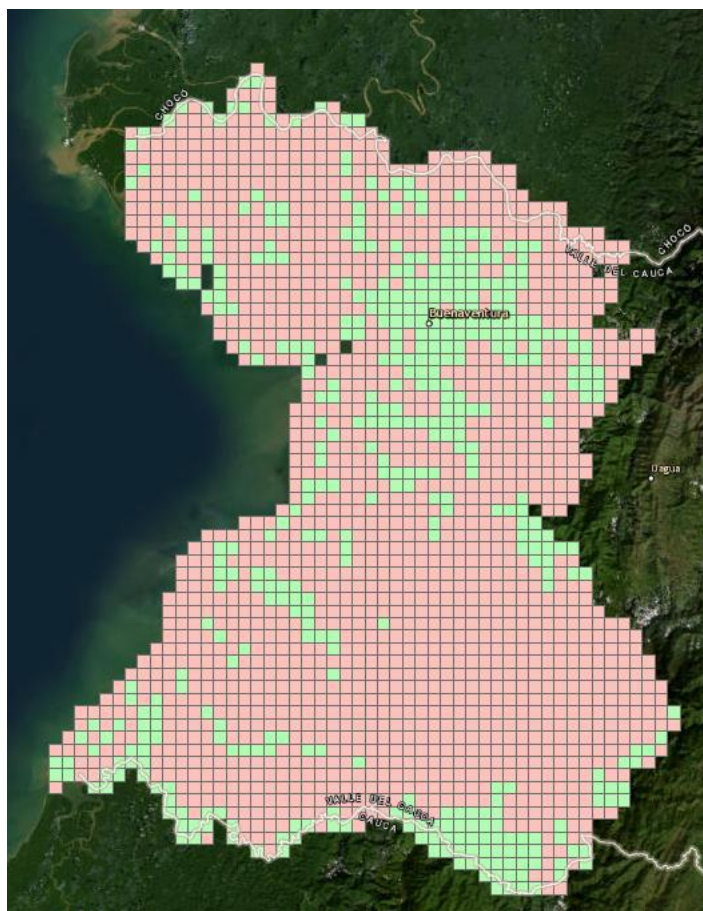 CHOCO
CHOCO
VALLE DEL CAUCA
Buenaventura
Dagua
VALLE DEL CAUCA
CAUCA